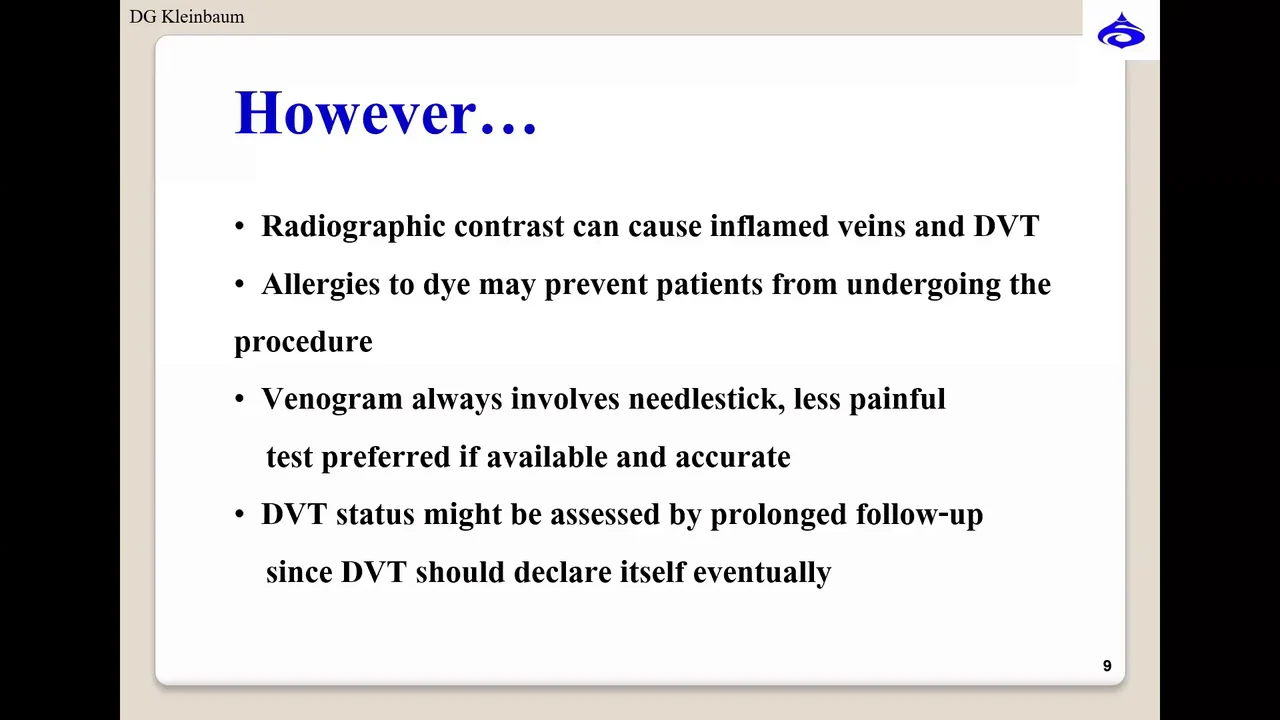 DG Kleinbaum
However…
• Radiographic contrast can cause inflamed veins and DVT
• Allergies to dye may prevent patients from undergoing the
procedure
• Venogram always involves needlestick, less painful
test preferred if available and accurate
• DVT status might be assessed by prolonged follow-up
since DVT should declare itself eventually
9